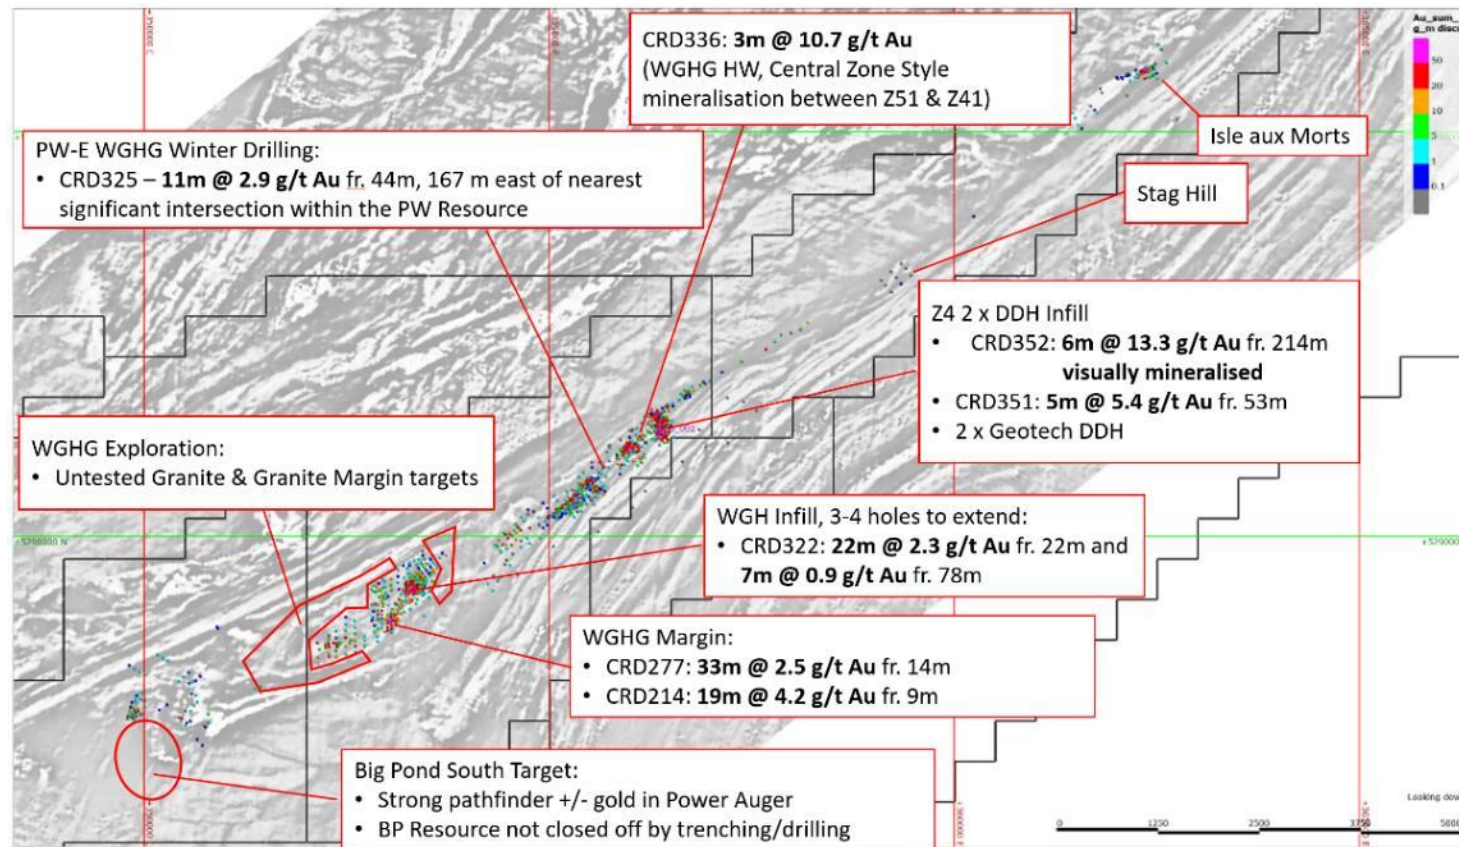 CRD336: 3m @ 10.7 g/t Au
(WGHG HW, Central Zone Style
mineralisation between Z51 & Z41)
Au_sum_
g_m disc
50
20
10
5
1
0.1
Isle aux Morts
PW-E WGHG Winter Drilling:
• CRD325 – 11m @ 2.9 g/t Au fr. 44m, 167 m east of nearest
significant intersection within the PW Resource
Stag Hill
Z4 2 x DDH Infill
• CRD352: 6m @ 13.3 g/t Au fr. 214m
visually mineralised
• CRD351: 5m @ 5.4 g/t Au fr. 53m
• 2 x Geotech DDH
WGHG Exploration:
• Untested Granite & Granite Margin targets
WGH Infill, 3-4 holes to extend:
• CRD322: 22m @ 2.3 g/t Au fr. 22m and
7m @ 0.9 g/t Au fr. 78m
WGHG Margin:
• CRD277: 33m @ 2.5 g/t Au fr. 14m
• CRD214: 19m @ 4.2 g/t Au fr. 9m
Big Pond South Target:
• Strong pathfinder +/- gold in Power Auger
• BP Resource not closed off by trenching/drilling
Looking dow
0 1250 2500 3750 5000